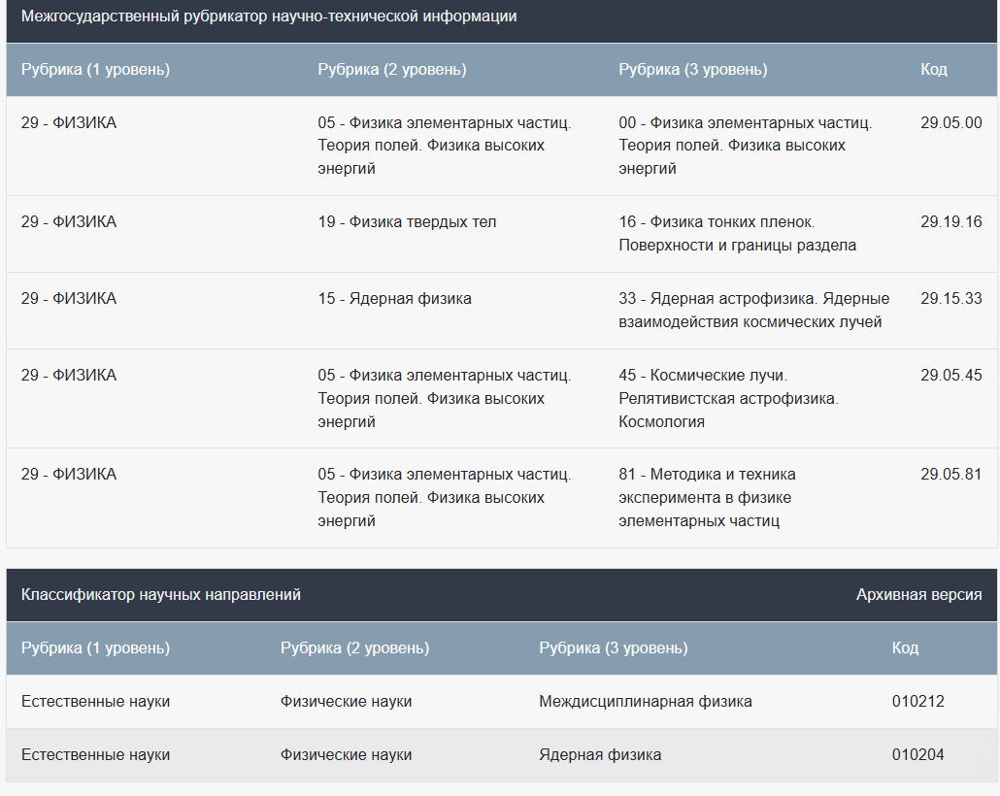 Межгосударственный рубрикатор научно-технической информации
Рубрика (1 уровень) Рубрика (2 уровень) Рубрика (3 уровень) Код
29 - ФИЗИКА 05 - Физика элементарных частиц. 00 - Физика элементарных частиц. 29.05.00
Теория полей. Физика высоких Теория полей. Физика высоких
энергий энергий
29 - ФИЗИКА 19 - Физика твердых тел 16 - Физика тонких пленок. 29.19.16
Поверхности и границы раздела
29 - ФИЗИКА 15 - Ядерная физика 33 - Ядерная астрофизика. Ядерные 29.15.33
взаимодействия космических лучей
29 - ФИЗИКА 05 - Физика элементарных частиц. 45 - Космические лучи. 29.05.45
Теория полей. Физика высоких Релятивистская астрофизика.
энергий Космология
29 - ФИЗИКА 05 - Физика элементарных частиц. 81 - Методика и техника 29.05.81
Теория полей. Физика высоких эксперимента в физике
энергий элементарных частиц
Классификатор научных направлений Архивная версия
Рубрика (1 уровень) Рубрика (2 уровень) Рубрика (3 уровень) Код
Естественные науки Физические науки Междисциплинарная физика 010212
Естественные науки Физические науки Ядерная физика 010204